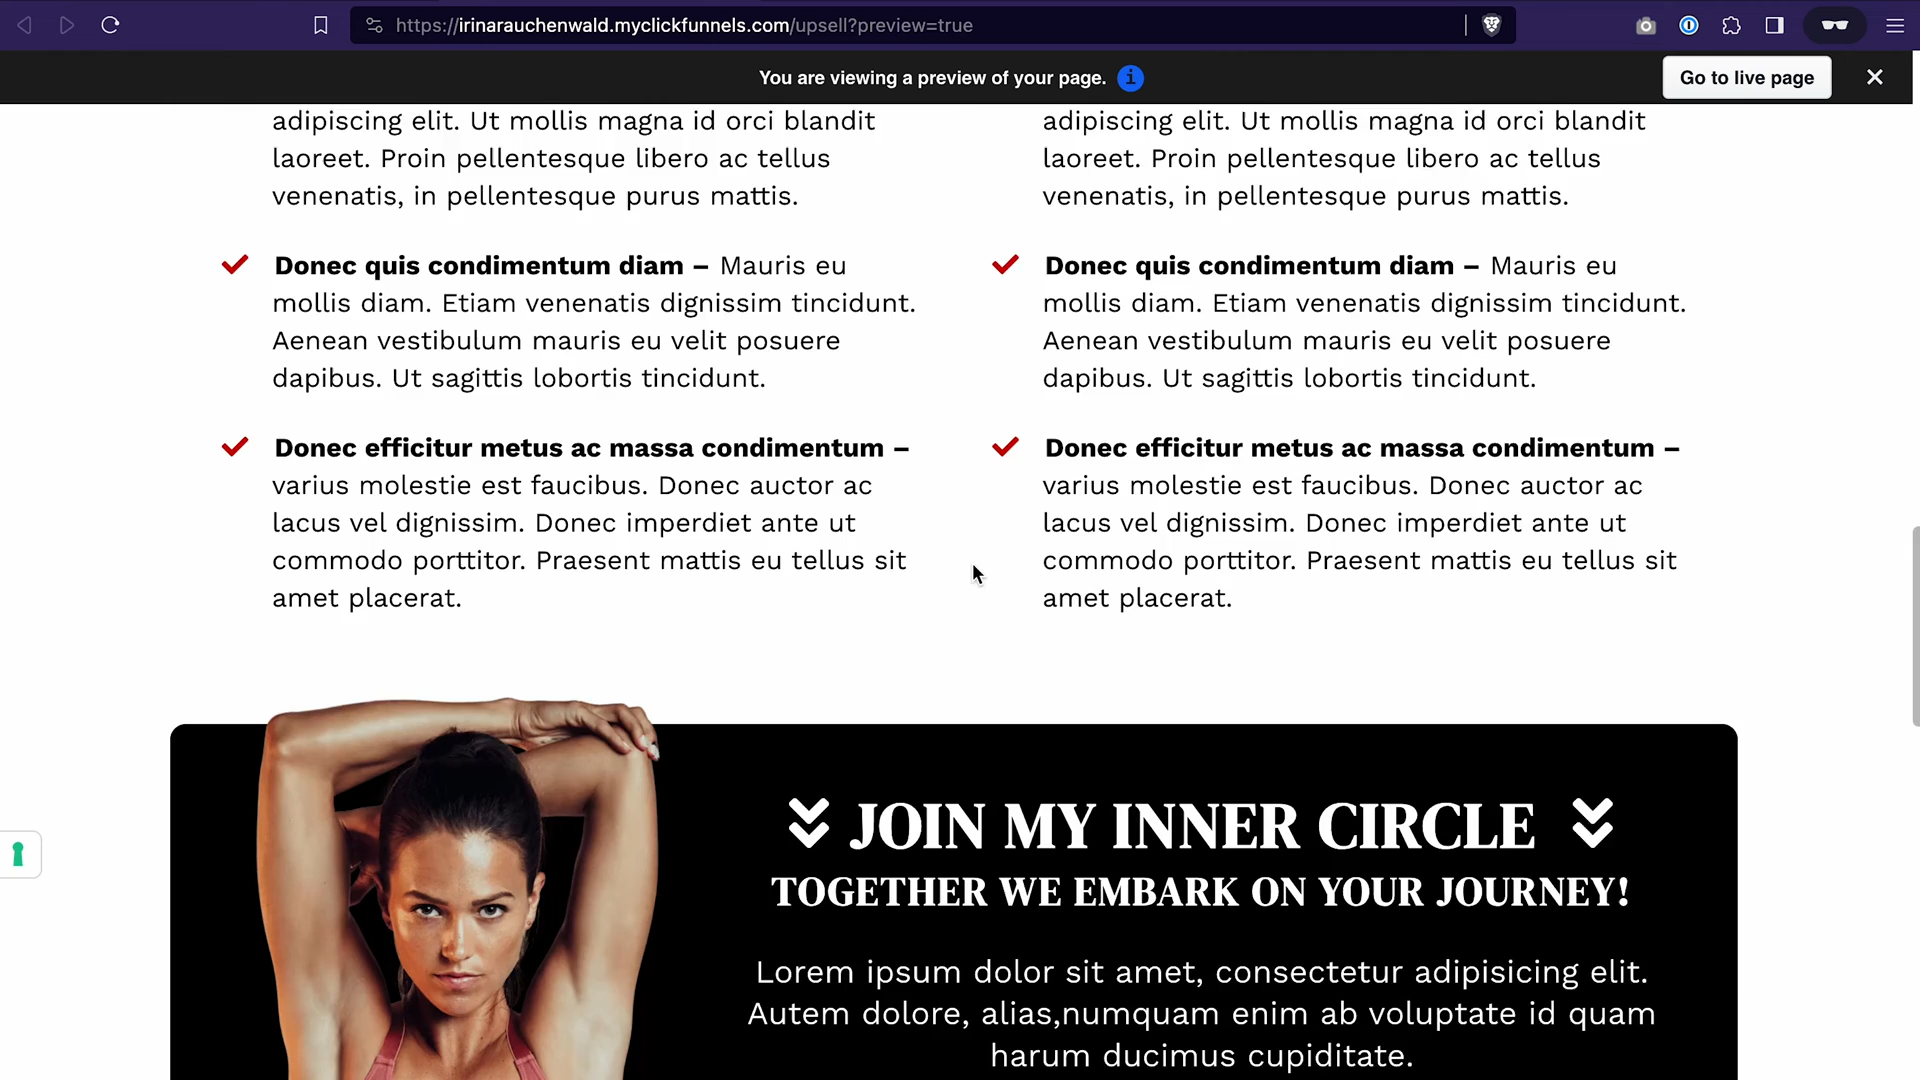 https://irinarauchenwald.myclickfunnels.com/upsell?preview=true
You are viewing a preview of your page.
Go to live page
adipiscing elit. Ut mollis magna id orci blandit
laoreet. Proin pellentesque libero ac tellus
venenatis, in pellentesque purus mattis.
Donec quis condimentum diam – Mauris eu
mollis diam. Etiam venenatis dignissim tincidunt.
Aenean vestibulum mauris eu velit posuere
dapibus. Ut sagittis lobortis tincidunt.
Donec efficitur metus ac massa condimentum –
varius molestie est faucibus. Donec auctor ac
lacus vel dignissim. Donec imperdiet ante ut
commodo porttitor. Praesent mattis eu tellus sit
amet placerat.
adipiscing elit. Ut mollis magna id orci blandit
laoreet. Proin pellentesque libero ac tellus
venenatis, in pellentesque purus mattis.
Donec quis condimentum diam – Mauris eu
mollis diam. Etiam venenatis dignissim tincidunt.
Aenean vestibulum mauris eu velit posuere
dapibus. Ut sagittis lobortis tincidunt.
Donec efficitur metus ac massa condimentum –
varius molestie est faucibus. Donec auctor ac
lacus vel dignissim. Donec imperdiet ante ut
commodo porttitor. Praesent mattis eu tellus sit
amet placerat.
JOIN MY INNER CIRCLE
TOGETHER WE EMBARK ON YOUR JOURNEY!
Lorem ipsum dolor sit amet, consectetur adipisicing elit.
Autem dolore, alias,numquam enim ab voluptate id quam
harum ducimus cupiditate.